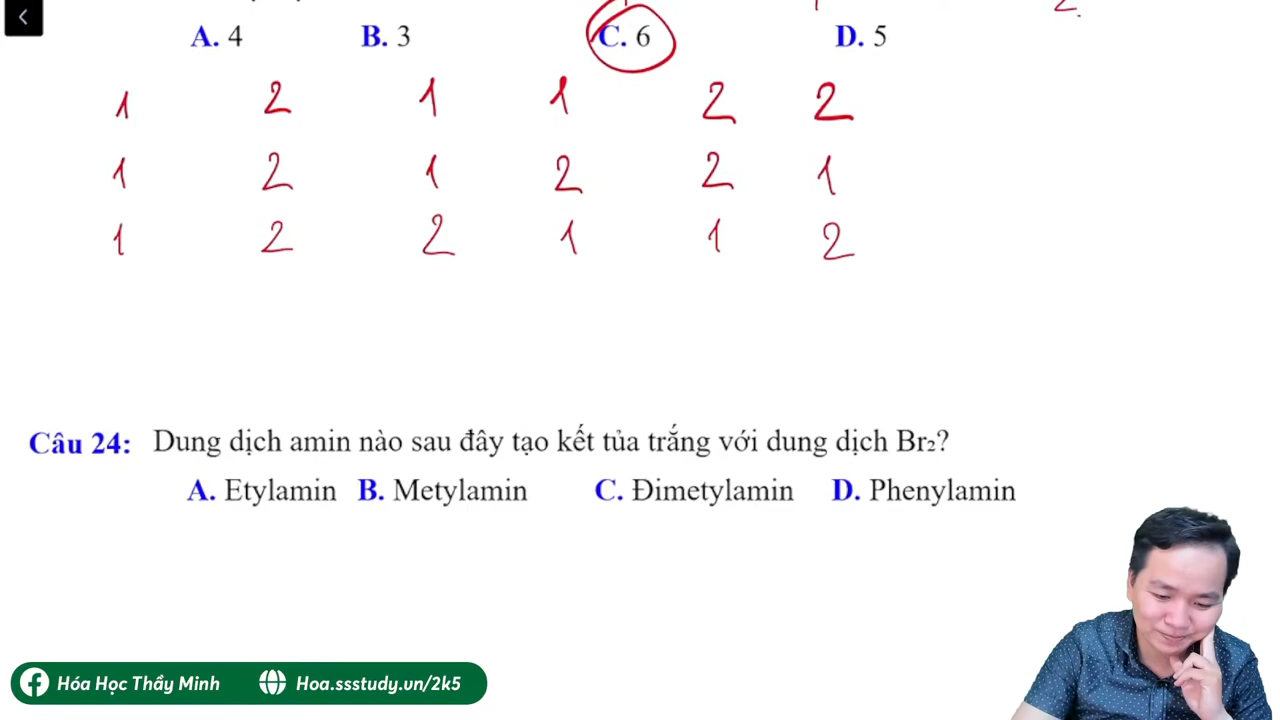 2
A. 4 B. 3 C. 6 D. 5
1 2 1 1 2 2
1 2 1 2 2 1
1 2 2 1 1 2
Câu 24: Dung dịch amin nào sau đây tạo kết tủa trắng với dung dịch Br₂?
A. Etylamin B. Metylamin C. Đimetylamin D. Phenylamin
Hóa Học Thầy Minh Hoa.ssstudy.vn/2k5